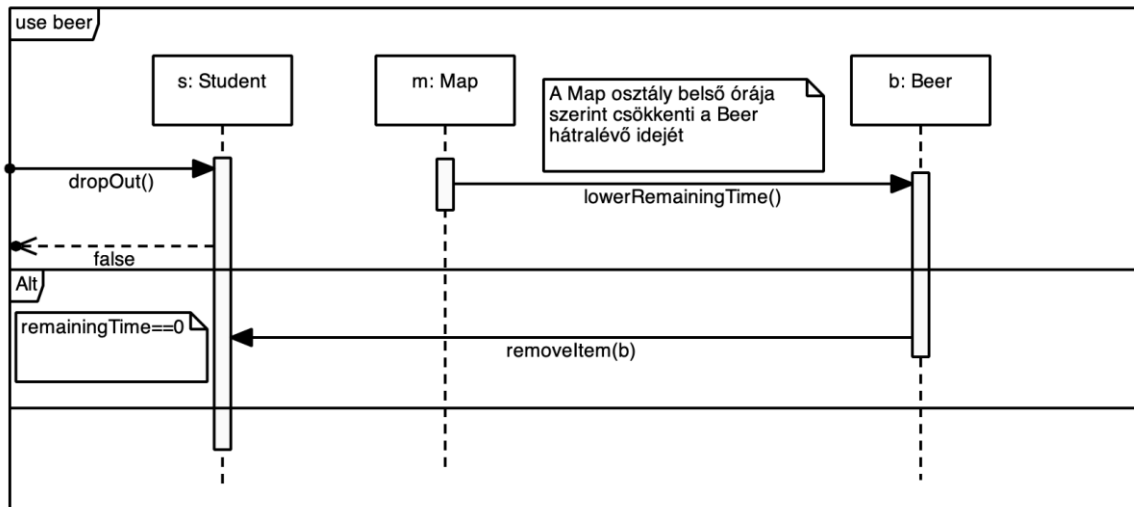 use beer
s: Student
m: Map
A Map osztály belső órája
szerint csökkenti a Beer
hátralévő idejét
b: Beer
dropOut()
lowerRemainingTime()
false
Alt
remainingTime==0
removeItem(b)